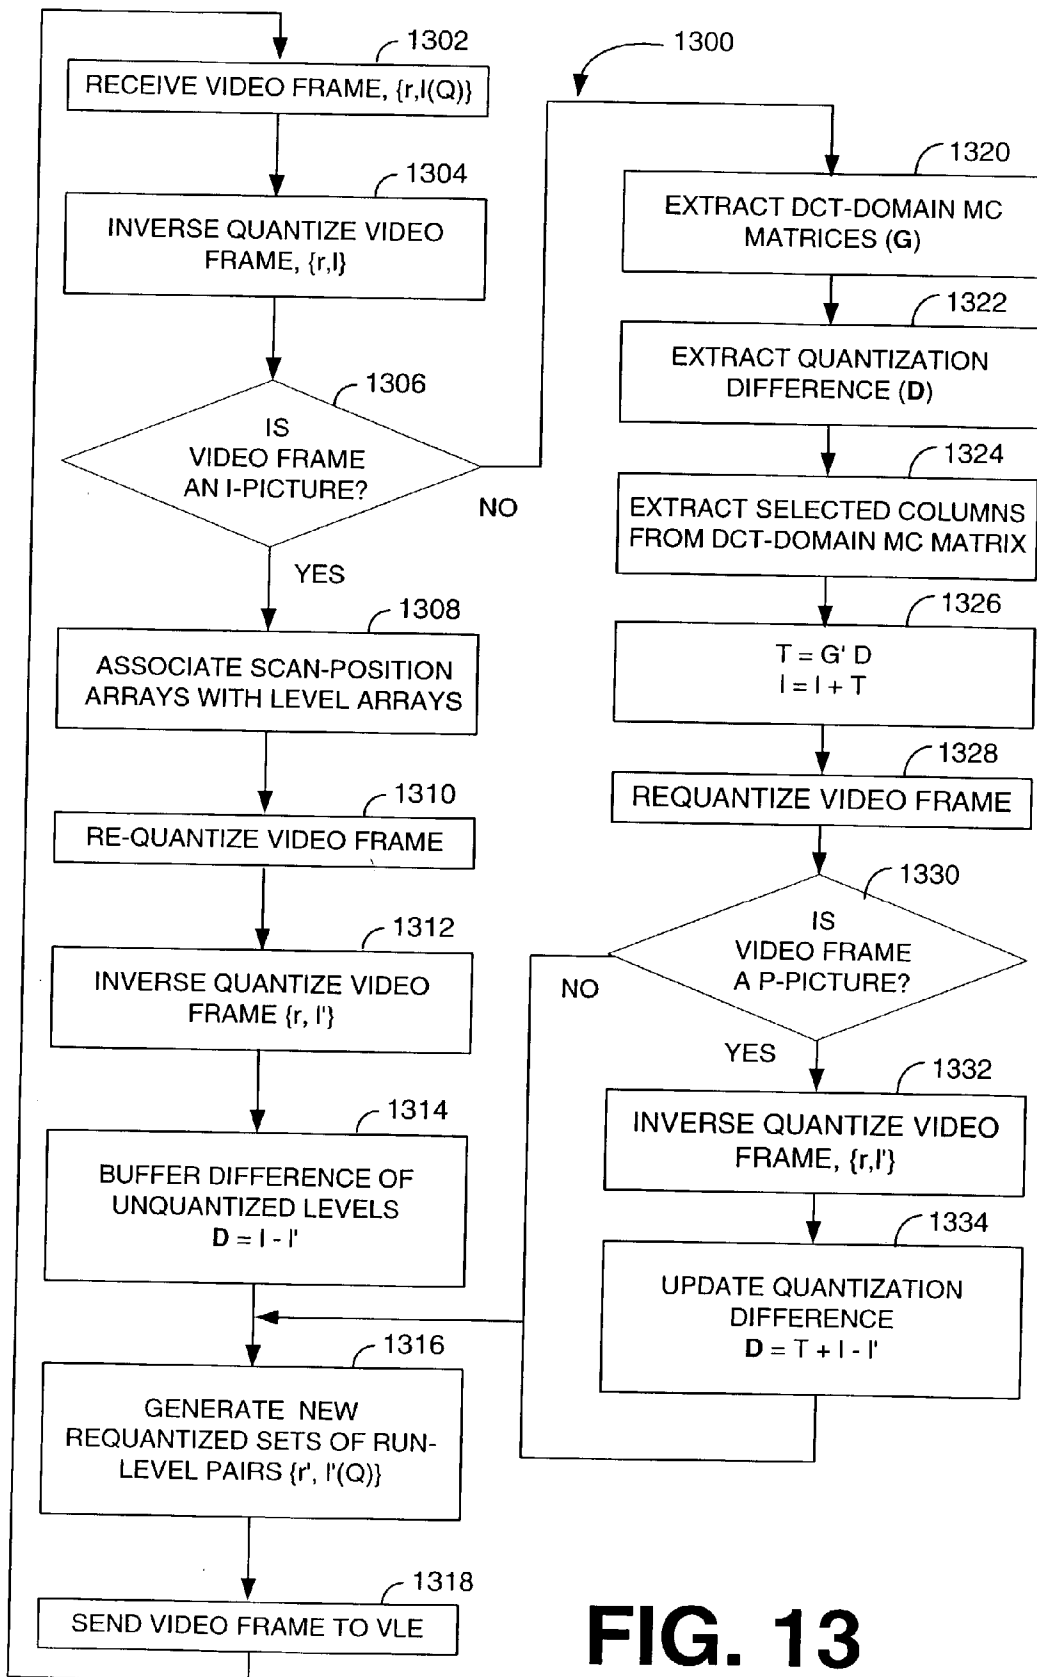 1302
RECEIVE VIDEO FRAME, {r,l(Q)}
1304
INVERSE QUANTIZE VIDEO
FRAME, {r,l}
1306
IS
VIDEO FRAME
AN I-PICTURE?
NO
YES
1308
ASSOCIATE SCAN-POSITION
ARRAYS WITH LEVEL ARRAYS
1310
RE-QUANTIZE VIDEO FRAME
1312
INVERSE QUANTIZE VIDEO
FRAME {r, l'}
1314
BUFFER DIFFERENCE OF
UNQUANTIZED LEVELS
D = l - l'
1316
GENERATE NEW
REQUANTIZED SETS OF RUN-
LEVEL PAIRS {r', l'(Q)}
1318
SEND VIDEO FRAME TO VLE
1300
1320
EXTRACT DCT-DOMAIN MC
MATRICES (G)
1322
EXTRACT QUANTIZATION
DIFFERENCE (D)
1324
EXTRACT SELECTED COLUMNS
FROM DCT-DOMAIN MC MATRIX
1326
T = G' D
l = l + T
1328
REQUANTIZE VIDEO FRAME
1330
IS
VIDEO FRAME
A P-PICTURE?
NO
YES
1332
INVERSE QUANTIZE VIDEO
FRAME, {r,l'}
1334
UPDATE QUANTIZATION
DIFFERENCE
D = T + l - l'
FIG. 13